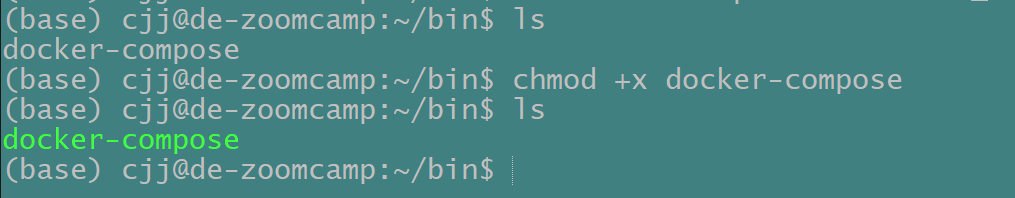 (base) cjj@de-zoomcamp:~/bin$ ls
docker-compose
(base) cjj@de-zoomcamp:~/bin$ chmod +x docker-compose
(base) cjj@de-zoomcamp:~/bin$ ls
docker-compose
(base) cjj@de-zoomcamp:~/bin$